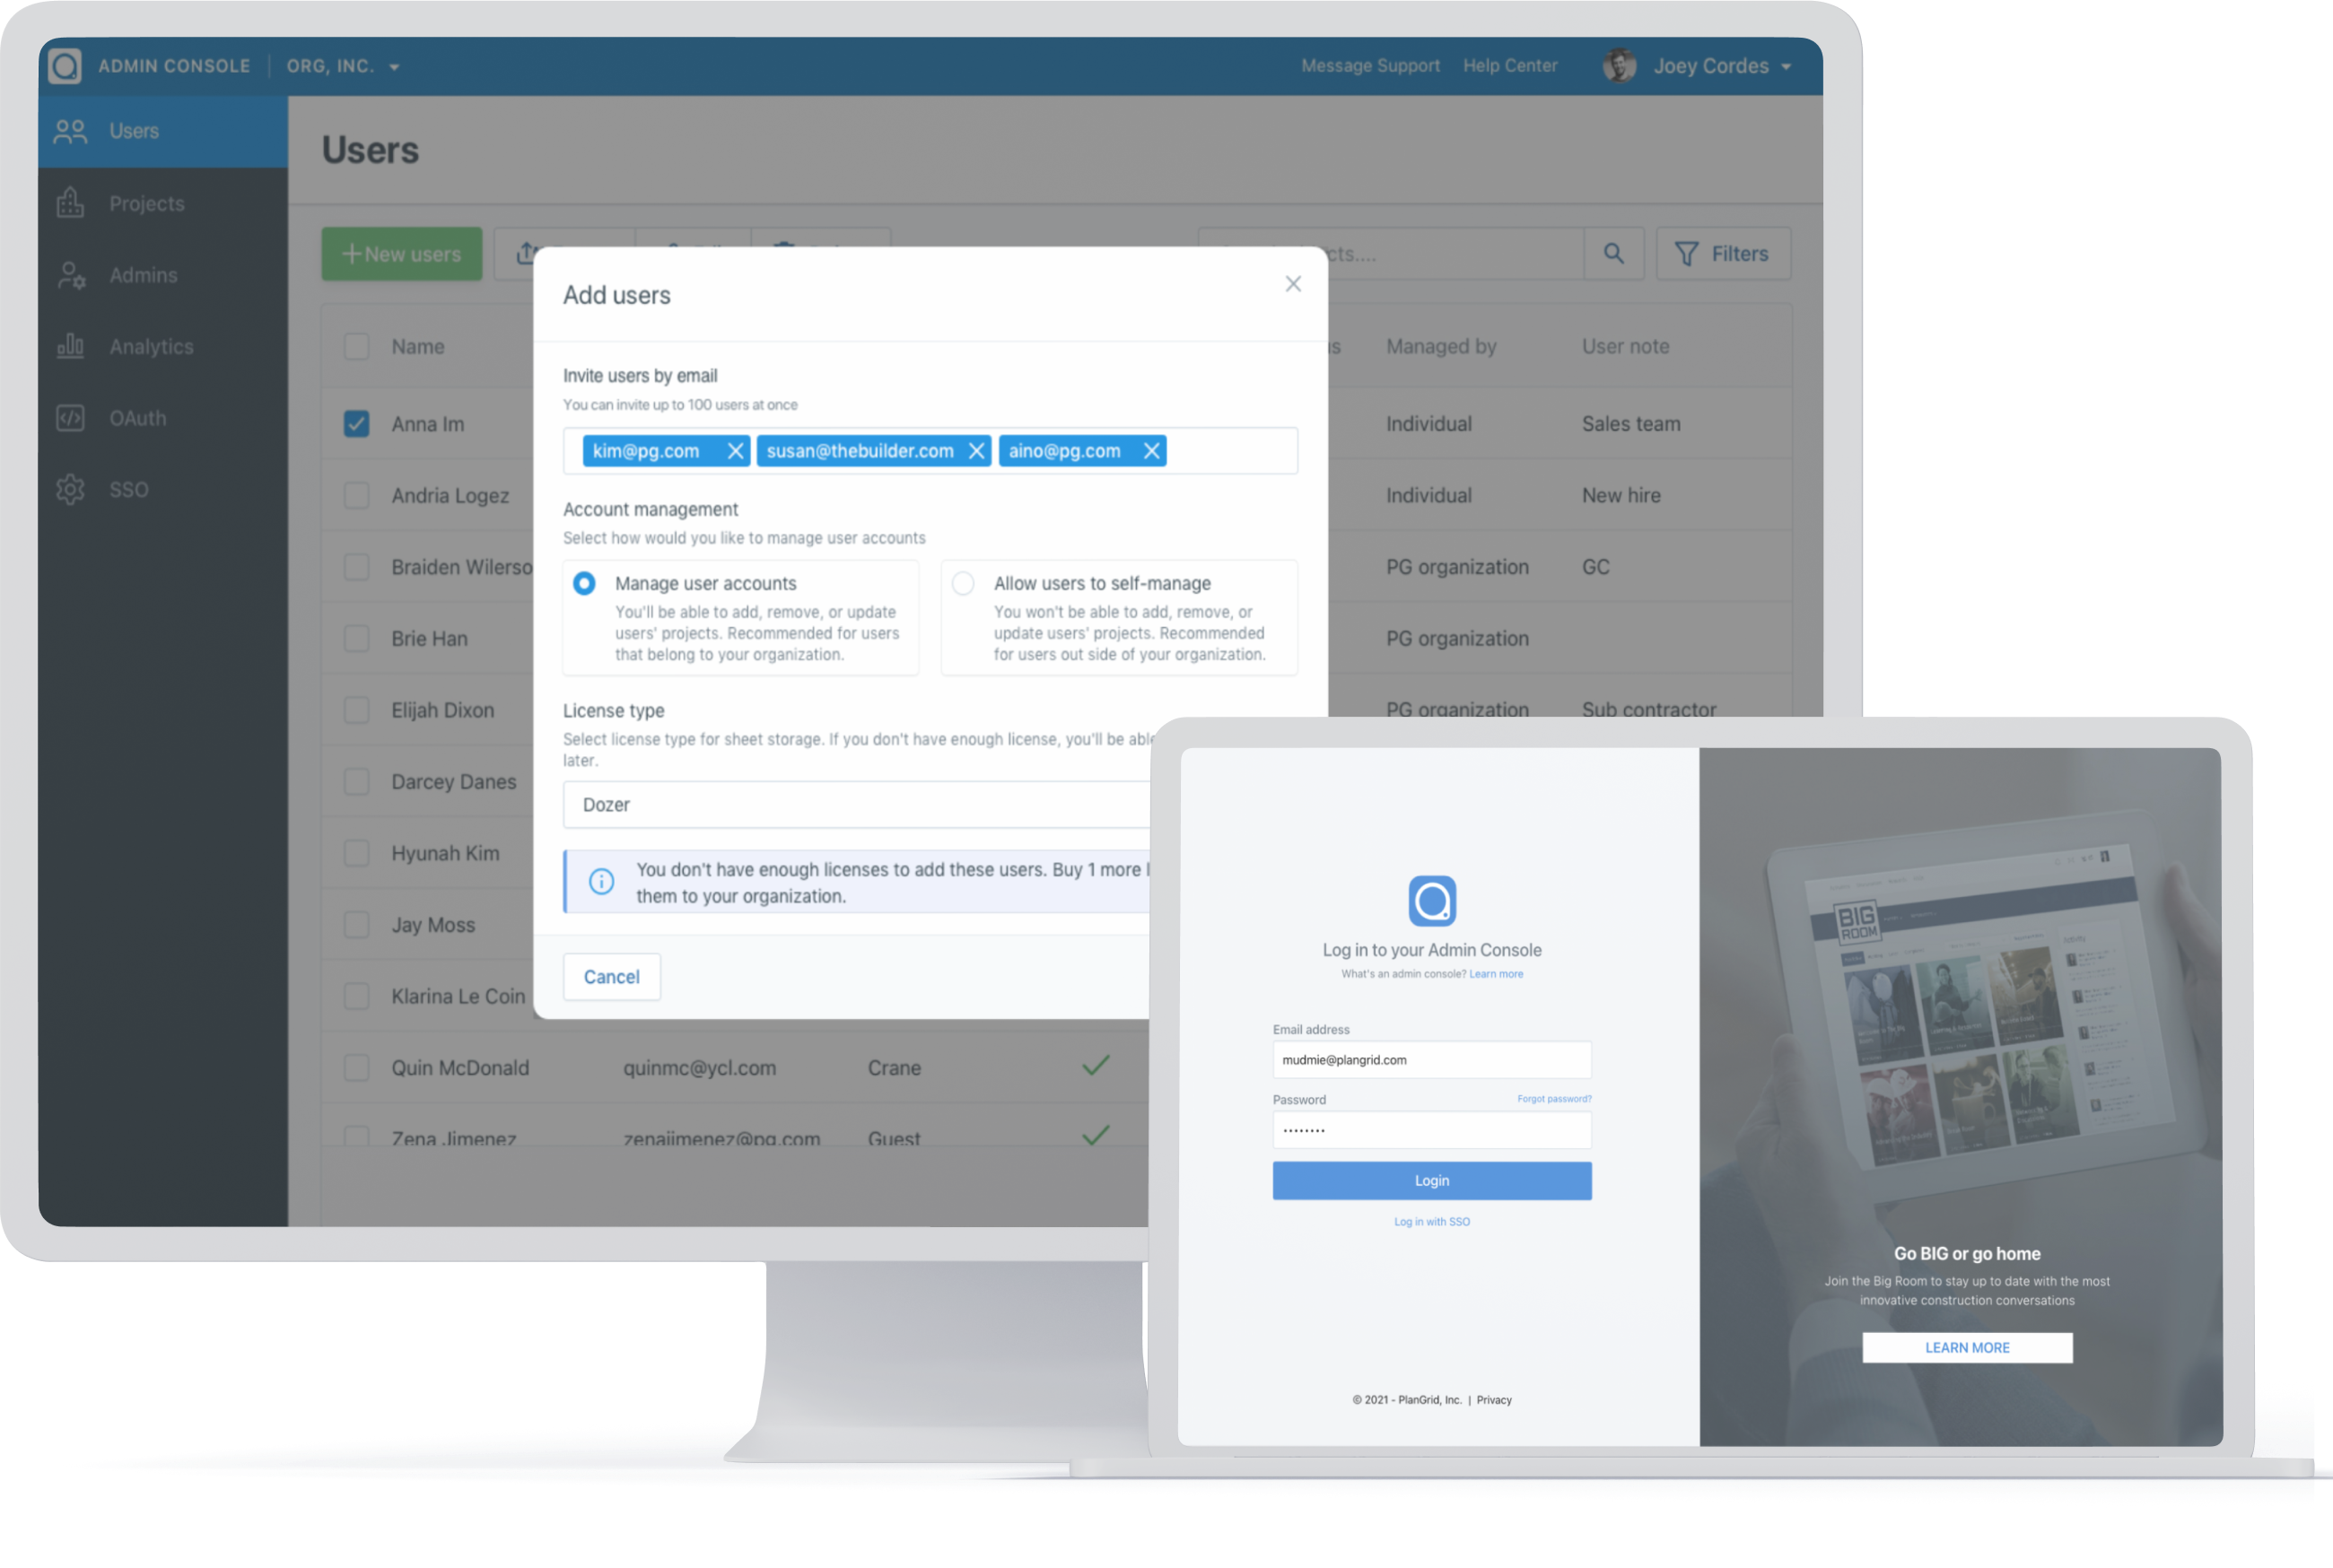 ADMIN CONSOLE ORG, INC.
Message Support Help Center Joey Cordes
Users
Projects
Admins
Analytics
OAuth
SSO
Users
+New users
cts....
Filters
Name
Managed by User note
Anna Im
Individual Sales team
Andria Logez
Individual New hire
Braiden Wilerso
PG organization GC
Brie Han
PG organization
Elijah Dixon
PG organization Sub contractor
Darcey Danes
Hyunah Kim
Jay Moss
Klarina Le Coin
Quin McDonald quinmc@ycl.com Crane
Zena Jimenez zenajimenez@pg.com Guest
Add users
Invite users by email
You can invite up to 100 users at once
kim@pg.com susan@thebuilder.com aino@pg.com
Account management
Select how would you like to manage user accounts
Manage user accounts
You'll be able to add, remove, or update
users' projects. Recommended for users
that belong to your organization.
Allow users to self-manage
You won't be able to add, remove, or
update users' projects. Recommended
for users out side of your organization.
License type
Select license type for sheet storage. If you don't have enough license, you'll be able
later.
Dozer
You don't have enough licenses to add these users. Buy 1 more
them to your organization.
Cancel
Log in to your Admin Console
What's an admin console? Learn more
Email address
mudmie@plangrid.com
Password Forgot password?
Login
Log in with SSO
© 2021 - PlanGrid, Inc. | Privacy
BIG
ROOM
Activity
Go BIG or go home
Join the Big Room to stay up to date with the most
innovative construction conversations
LEARN MORE